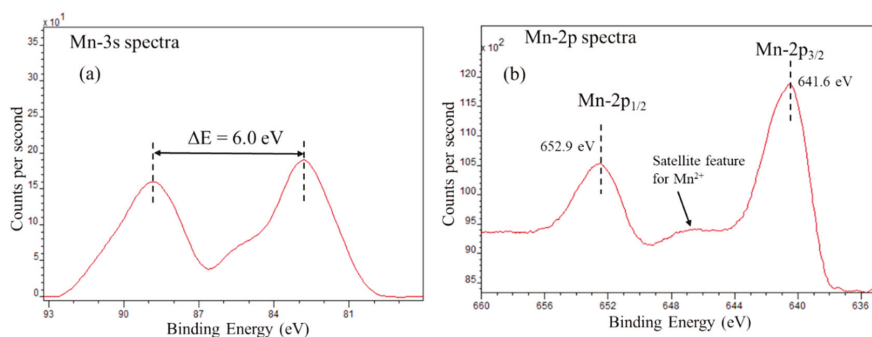 Mn-3s spectra
x10¹
(a)
ΔE = 6.0 eV
Counts per second
35
30
25
20
15
10
5
0
93
90
87
84
81
Binding Energy (eV)
Mn-2p spectra
x10²
(b)
Mn-2p3/2
641.6 eV
Mn-2p1/2
652.9 eV
Satellite feature
for Mn²⁺
Counts per second
120
115
110
105
100
95
90
85
660
656
652
648
644
640
636
Binding Energy (eV)